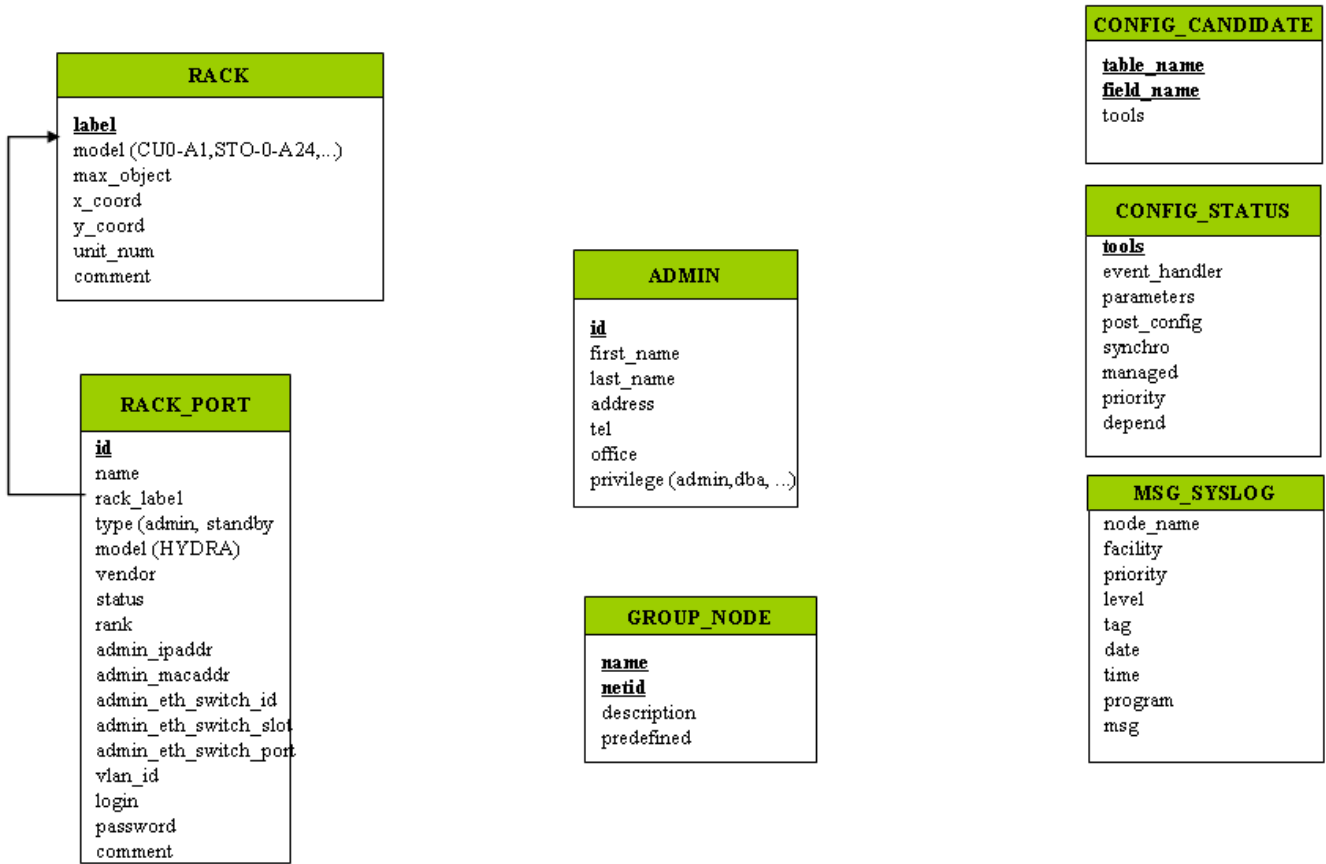 RACK
label
model (CU0-A1,STO-0-A24,...)
max_object
x_coord
y_coord
unit_num
comment
RACK_PORT
id
name
rack_label
type (admin, standby
model (HYDRA)
vendor
status
rank
admin_ipaddr
admin_macaddr
admin_eth_switch_id
admin_eth_switch_slot
admin_eth_switch_port
vlan_id
login
password
comment
ADMIN
id
first_name
last_name
address
tel
office
privilege (admin,dba, ...)
GROUP_NODE
name
netid
description
predefined
CONFIG_CANDIDATE
table_name
field_name
tools
CONFIG_STATUS
tools
event_handler
parameters
post_config
synchro
managed
priority
depend
MSG_SYSLOG
node_name
facility
priority
level
tag
date
time
program
msg